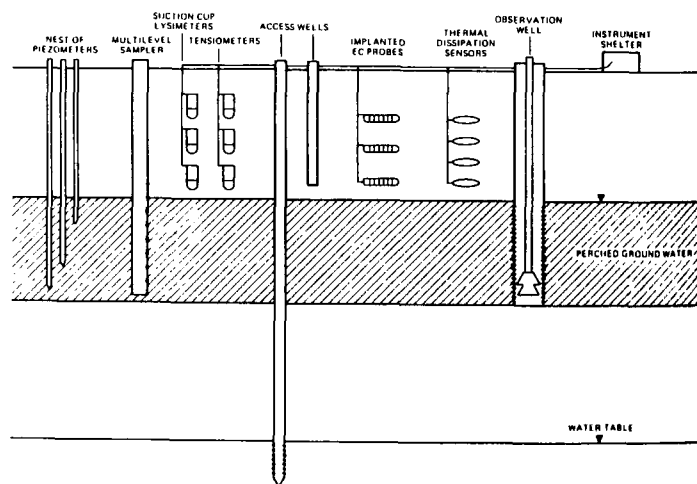 NEST OF
PIEZOMETERS
MULTILEVEL
SAMPLER
SUCTION CUP
LYSIMETERS
TENSIOMETERS
ACCESS WELLS
IMPLANTED
EC PROBES
THERMAL
DISSIPATION
SENSORS
OBSERVATION
WELL
INSTRUMENT
SHELTER
PERCHED GROUND WATER
WATER TABLE